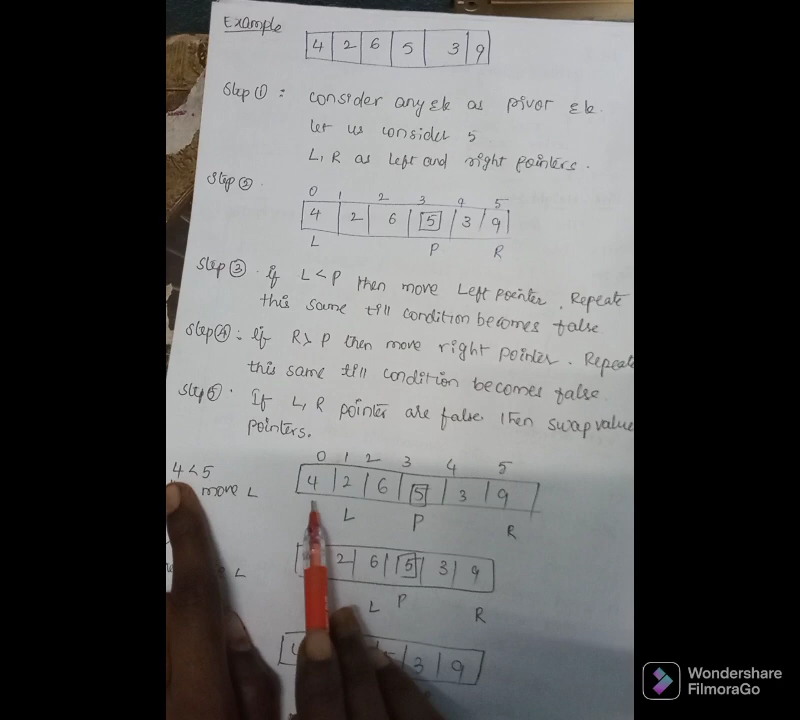 Example
4 2 6 5 3 9
Step ① : consider any ele as pivot ele.
let us consider 5
L, R as left and right pointers.
Step ②
0 1 2 3 4 5
4 2 6 5 3 9
L P R
Step ③ . if L < P then move Left pointer. Repeate
this same till condition becomes false
Step ④ : if R > P then move right pointer. Repeate
this same till condition becomes false.
Step ⑤ . If L, R pointer are false. Then swap value
pointers.
0 1 2 3 4 5
4 < 5
4 2 6 5 3 9
move L
L P R
2 6 5 3 9
L
L P R
3 9
Wondershare
FilmoraGo